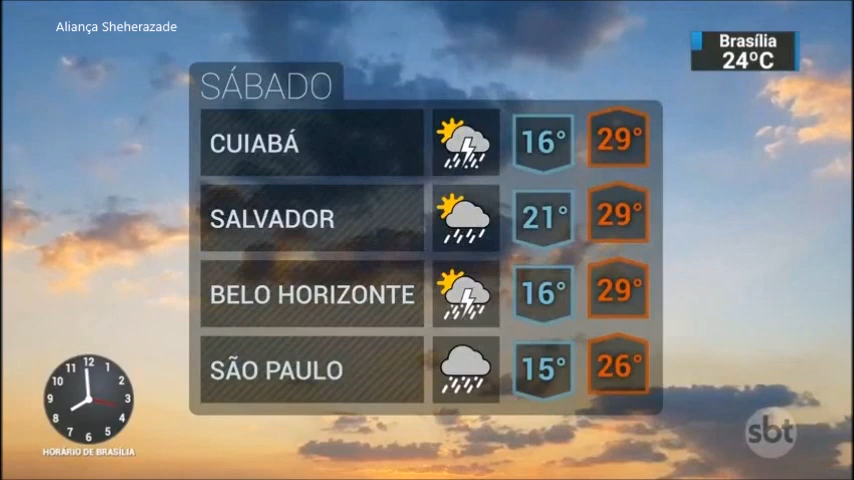 Aliança Sheherazade
Brasília
24ºC
SÁBADO
CUIABÁ 16° 29°
SALVADOR 21° 29°
BELO HORIZONTE 16° 29°
SÃO PAULO 15° 26°
12
1
2
3
4
5
6
7
8
9
10
11
HORÁRIO DE BRASÍLIA
sbt